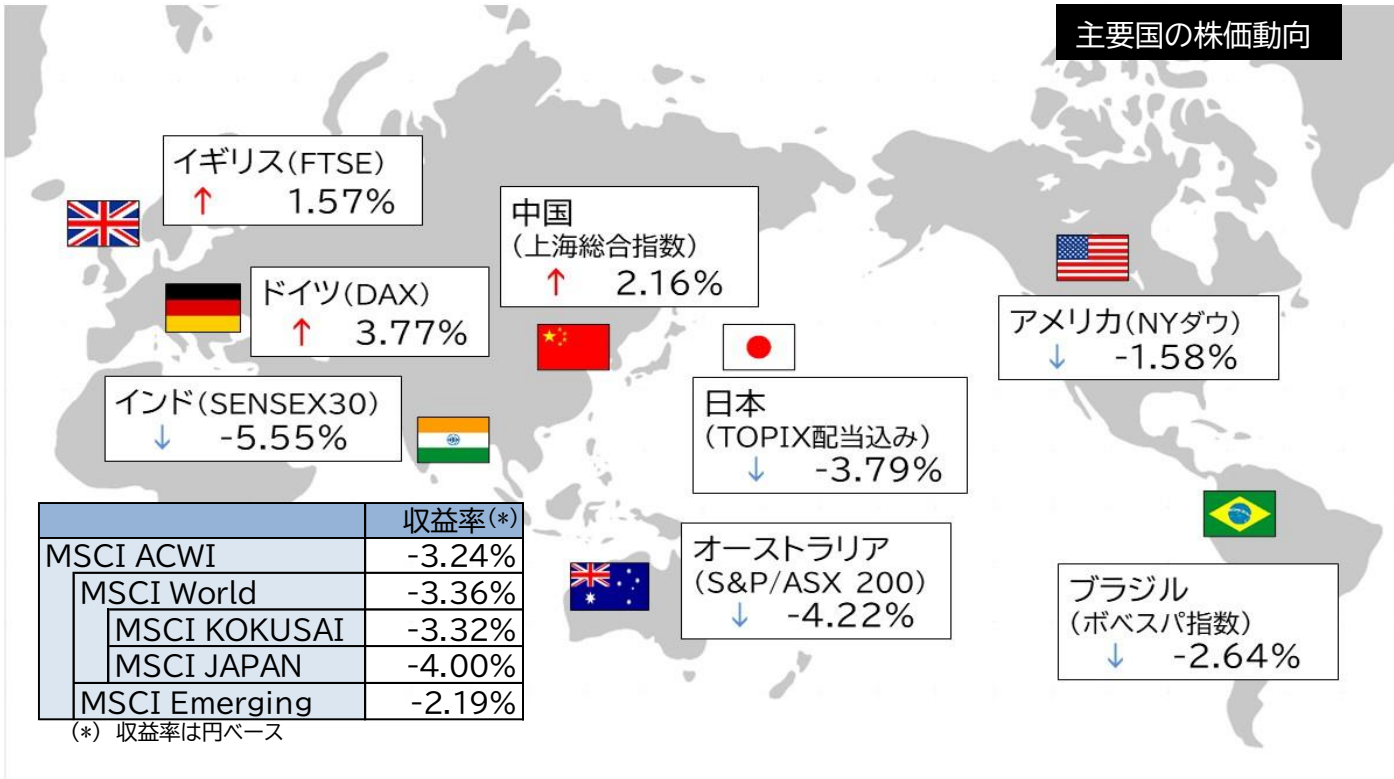 主要国の株価動向
イギリス(FTSE)
↑ 1.57%
中国
(上海総合指数)
↑ 2.16%
ドイツ(DAX)
↑ 3.77%
アメリカ(NYダウ)
↓ -1.58%
インド(SENSEX30)
↓ -5.55%
日本
(TOPIX配当込み)
↓ -3.79%
オーストラリア
(S&P/ASX 200)
↓ -4.22%
ブラジル
(ボベスパ指数)
↓ -2.64%
収益率(*)
MSCI ACWI -3.24%
MSCI World -3.36%
MSCI KOKUSAI -3.32%
MSCI JAPAN -4.00%
MSCI Emerging -2.19%
(*) 収益率は円ベース